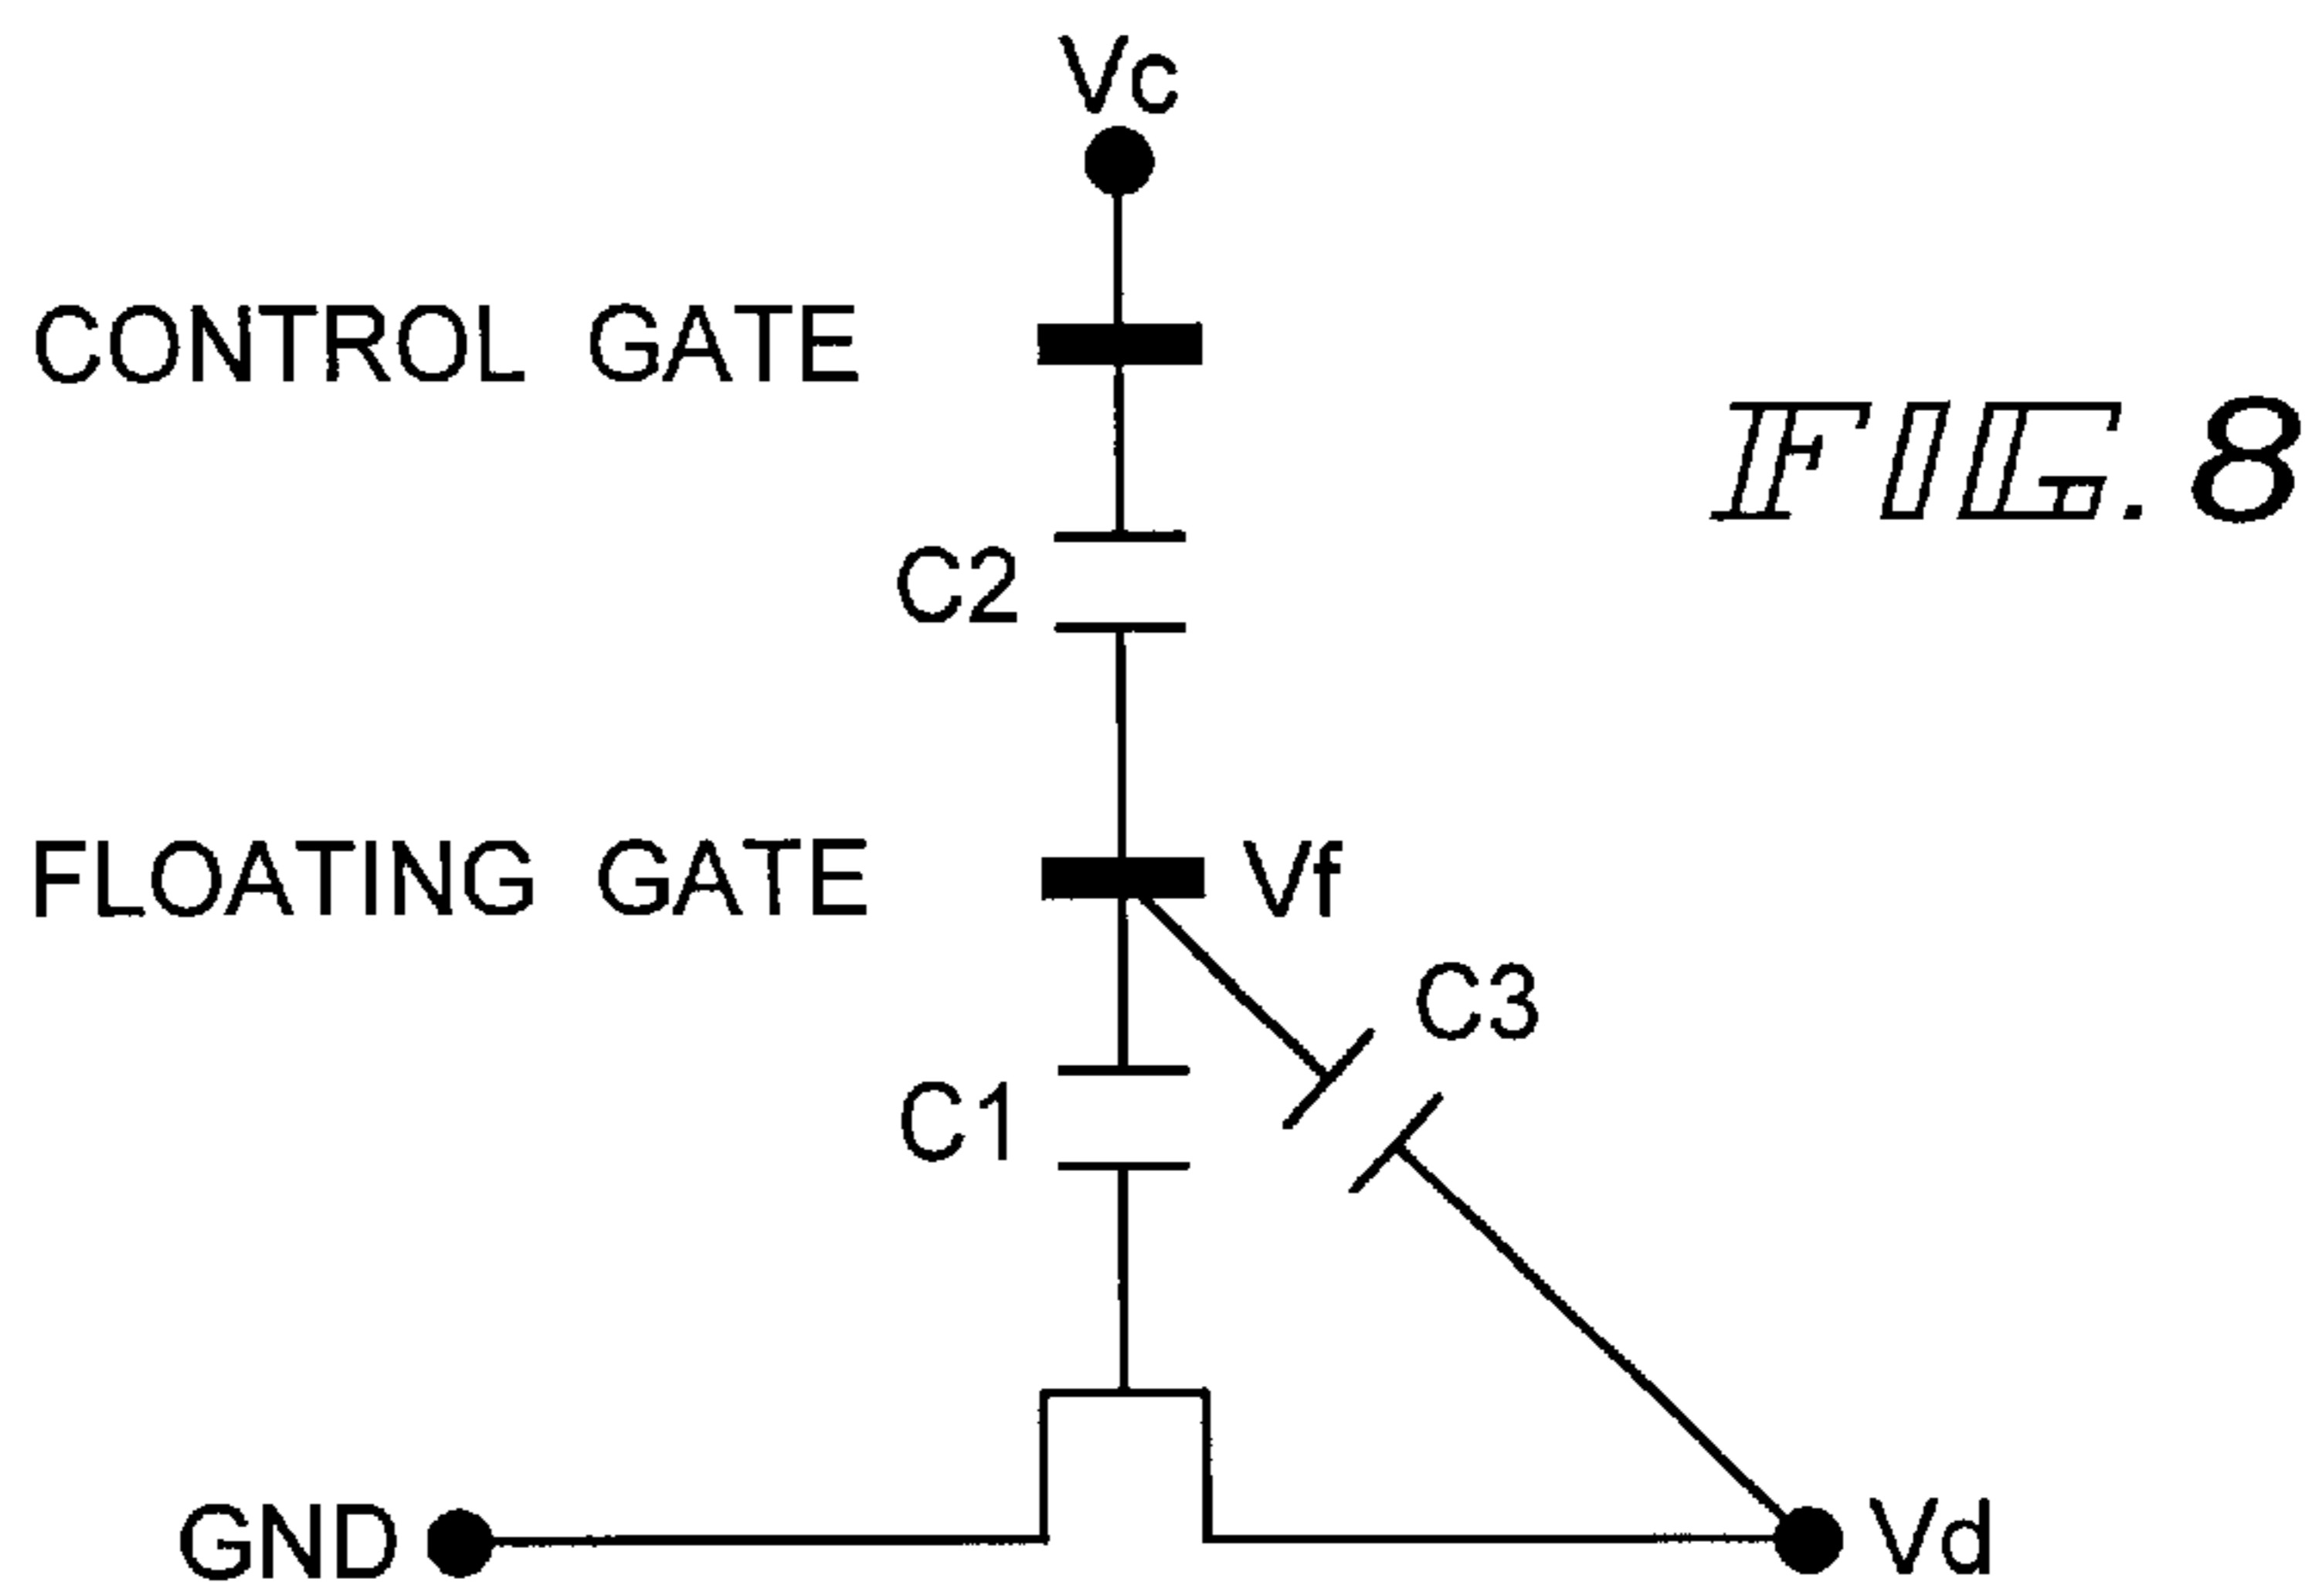 Vc
CONTROL GATE
FIG. 8
C2
FLOATING GATE
Vf
C3
C1
GND
Vd